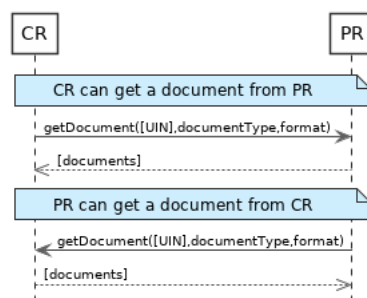 CR
PR
CR can get a document from PR
getDocument([UIN],documentType,format)
[documents]
PR can get a document from CR
getDocument([UIN],documentType,format)
[documents]